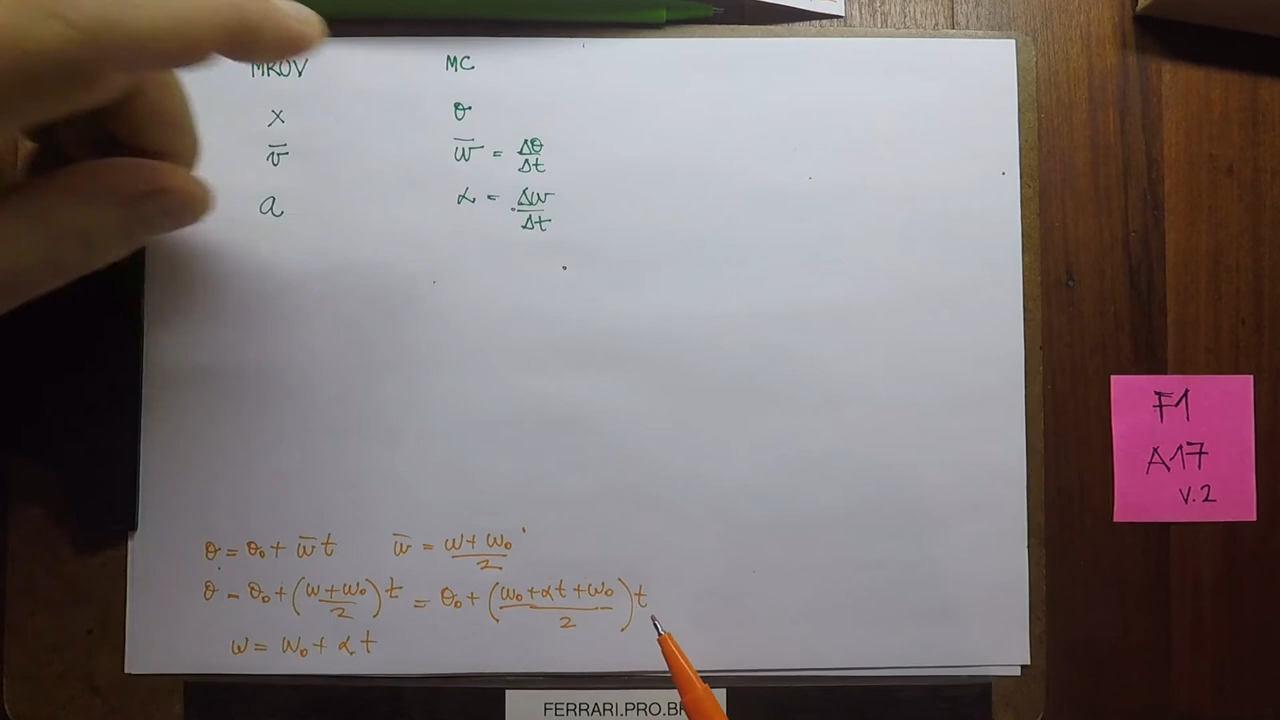 MRUV MC
x θ
v̅ w̅ = Δθ/Δt
a α = Δw/Δt
θ = θ₀ + w̅ t w̅ = (w + w₀)/2
θ = θ₀ + ((w + w₀)/2) t = θ₀ + ((w₀ + αt + w₀)/2) t
w = w₀ + αt
F1
A17
v.2
FERRARI.PRO.B